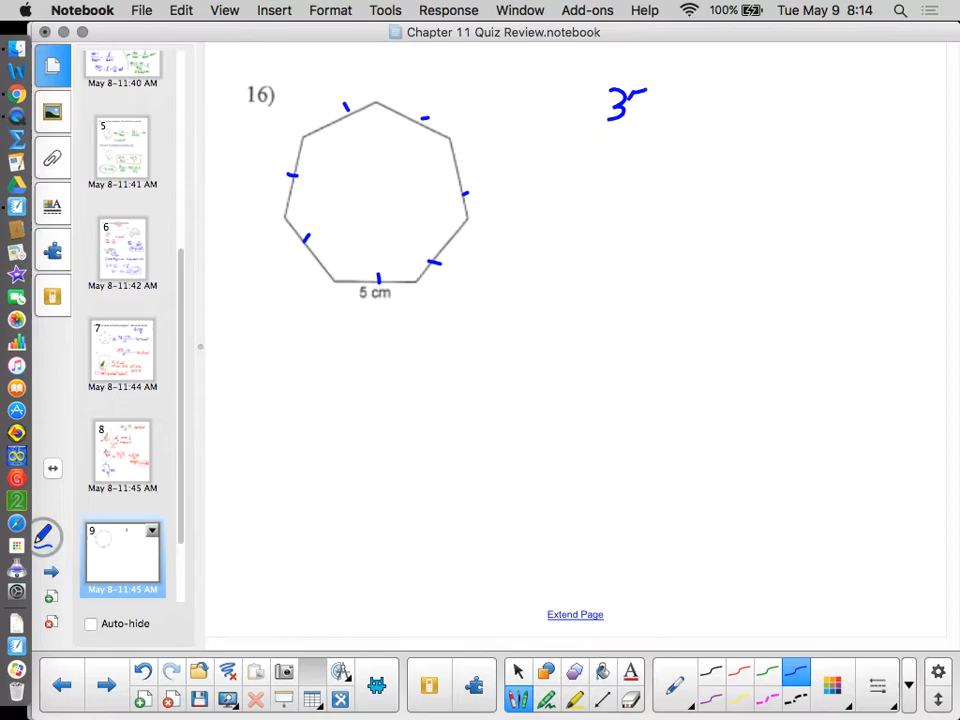 Notebook File Edit View Insert Format Tools Response Window Add-ons Help 100% Tue May 9 8:14
Chapter 11 Quiz Review.notebook
May 8-11:40 AM
5
May 8-11:41 AM
6
May 8-11:42 AM
7
May 8-11:44 AM
8
May 8-11:45 AM
9
May 8-11:45 AM
Auto-hide
16)
5 cm
3
Extend Page